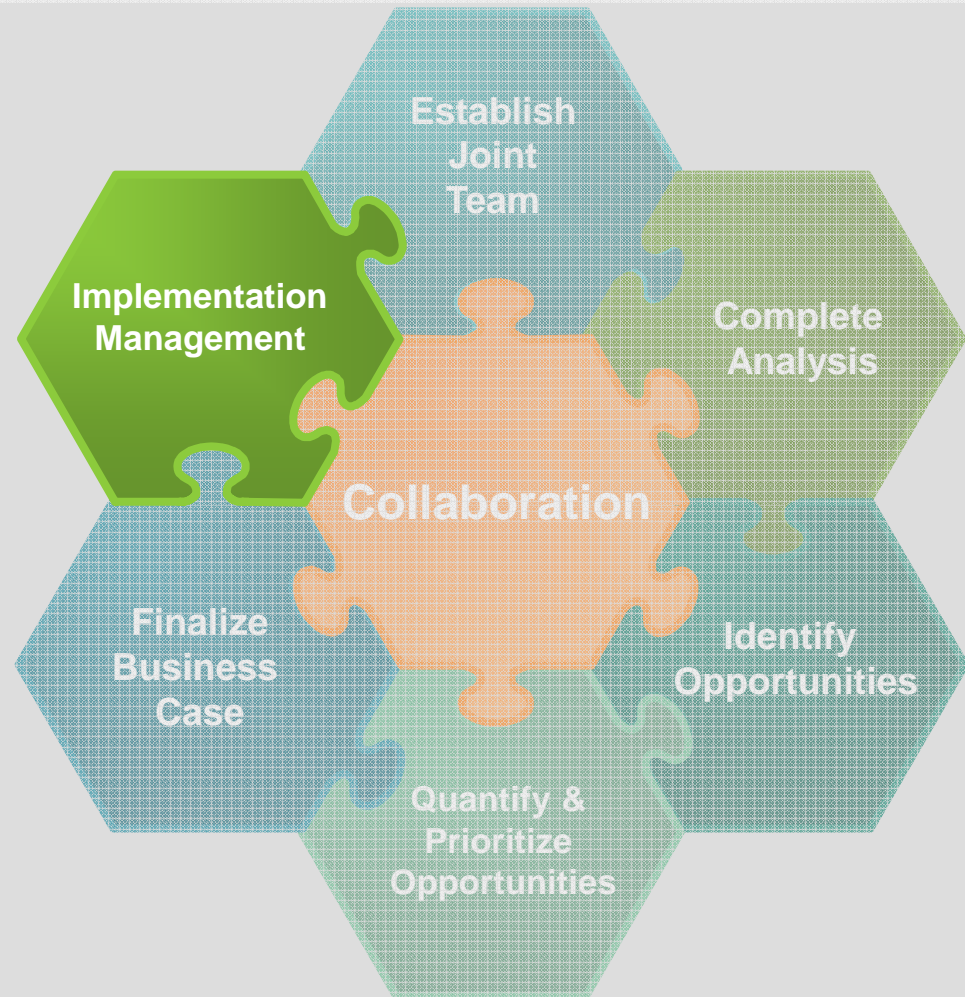 Establish
Joint
Team
Implementation
Management
Complete
Analysis
Collaboration
Finalize
Business
Case
Identify
Opportunities
Quantify &
Prioritize
Opportunities